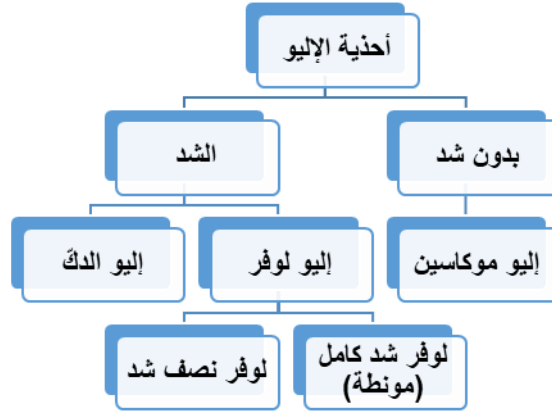 أحذية الإليو
بدون شد
الشد
إليو موكاسين
إليو لوفر
إليو الدكّ
لوفر شد كامل
(مونطة)
لوفر نصف شد